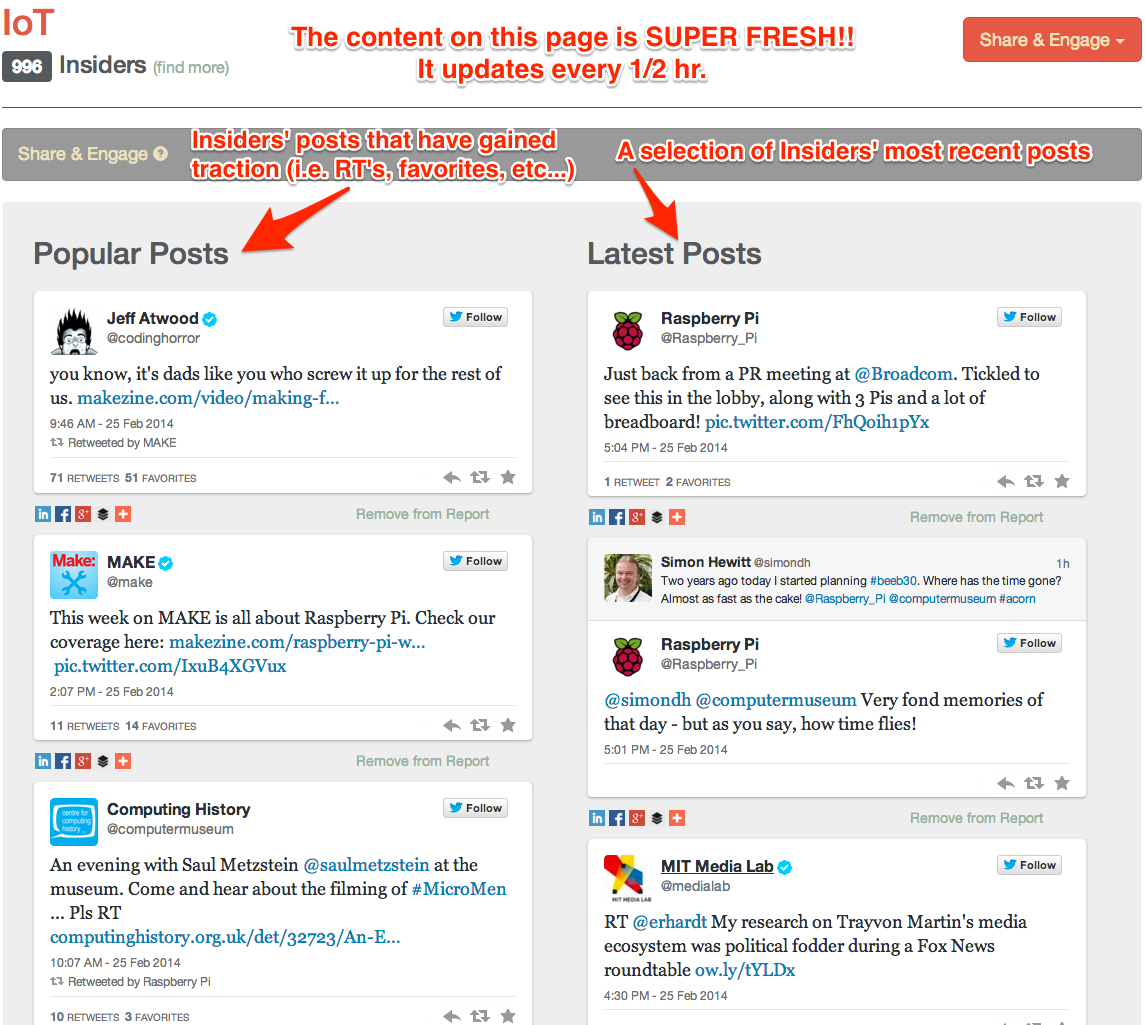 IoT
The content on this page is SUPER FRESH!!
It updates every 1/2 hr.
Share & Engage
996 Insiders (find more)
Share & Engage ?
Insiders' posts that have gained
traction (i.e. RT's, favorites, etc...)
A selection of Insiders' most recent posts
Popular Posts
Jeff Atwood
@codinghorror
Follow
you know, it's dads like you who screw it up for the rest of
us. makezine.com/video/making-f...
9:46 AM - 25 Feb 2014
Retweeted by MAKE
71 RETWEETS 51 FAVORITES
Remove from Report
Make:
MAKE
@make
Follow
This week on MAKE is all about Raspberry Pi. Check our
coverage here: makezine.com/raspberry-pi-w...
pic.twitter.com/IxuB4XGVux
2:07 PM - 25 Feb 2014
11 RETWEETS 14 FAVORITES
Remove from Report
centre for
computing
history
Computing History
@computermuseum
Follow
An evening with Saul Metzstein @saulmetzstein at the
museum. Come and hear about the filming of #MicroMen
... Pls RT
computinghistory.org.uk/det/32723/An-E...
10:07 AM - 25 Feb 2014
Retweeted by Raspberry Pi
10 RETWEETS 3 FAVORITES
Latest Posts
Raspberry Pi
@Raspberry_Pi
Follow
Just back from a PR meeting at @Broadcom. Tickled to
see this in the lobby, along with 3 Pis and a lot of
breadboard! pic.twitter.com/FhQoih1pYx
5:04 PM - 25 Feb 2014
1 RETWEET 2 FAVORITES
Remove from Report
Simon Hewitt @simondh 1h
Two years ago today I started planning #beeb30. Where has the time gone?
Almost as fast as the cake! @Raspberry_Pi @computermuseum #acorn
Raspberry Pi
@Raspberry_Pi
Follow
@simondh @computermuseum Very fond memories of
that day - but as you say, how time flies!
5:01 PM - 25 Feb 2014
Remove from Report
MIT MEDIA LAB
MIT Media Lab
@medialab
Follow
RT @erhardt My research on Trayvon Martin's media
ecosystem was political fodder during a Fox News
roundtable ow.ly/tYLDx
4:30 PM - 25 Feb 2014